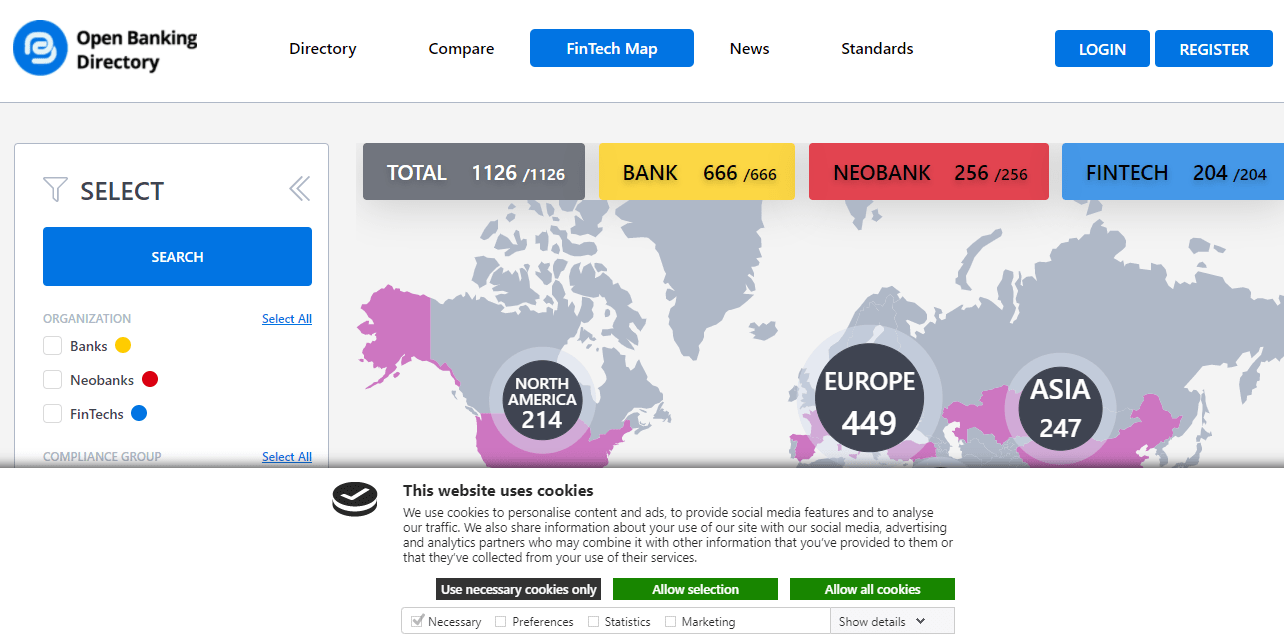 Open Banking
Directory
Directory
Compare
FinTech Map
News
Standards
LOGIN
REGISTER
SELECT
SEARCH
ORGANIZATION
Select All
Banks
Neobanks
FinTechs
COMPLIANCE GROUP
Select All
TOTAL 1126 /1126
BANK 666 /666
NEOBANK 256 /256
FINTECH 204 /204
NORTH
AMERICA
214
EUROPE
449
ASIA
247
This website uses cookies
We use cookies to personalise content and ads, to provide social media features and to analyse
our traffic. We also share information about your use of our site with our social media, advertising
and analytics partners who may combine it with other information that you've provided to them or
that they've collected from your use of their services.
Use necessary cookies only
Allow selection
Allow all cookies
Necessary
Preferences
Statistics
Marketing
Show details